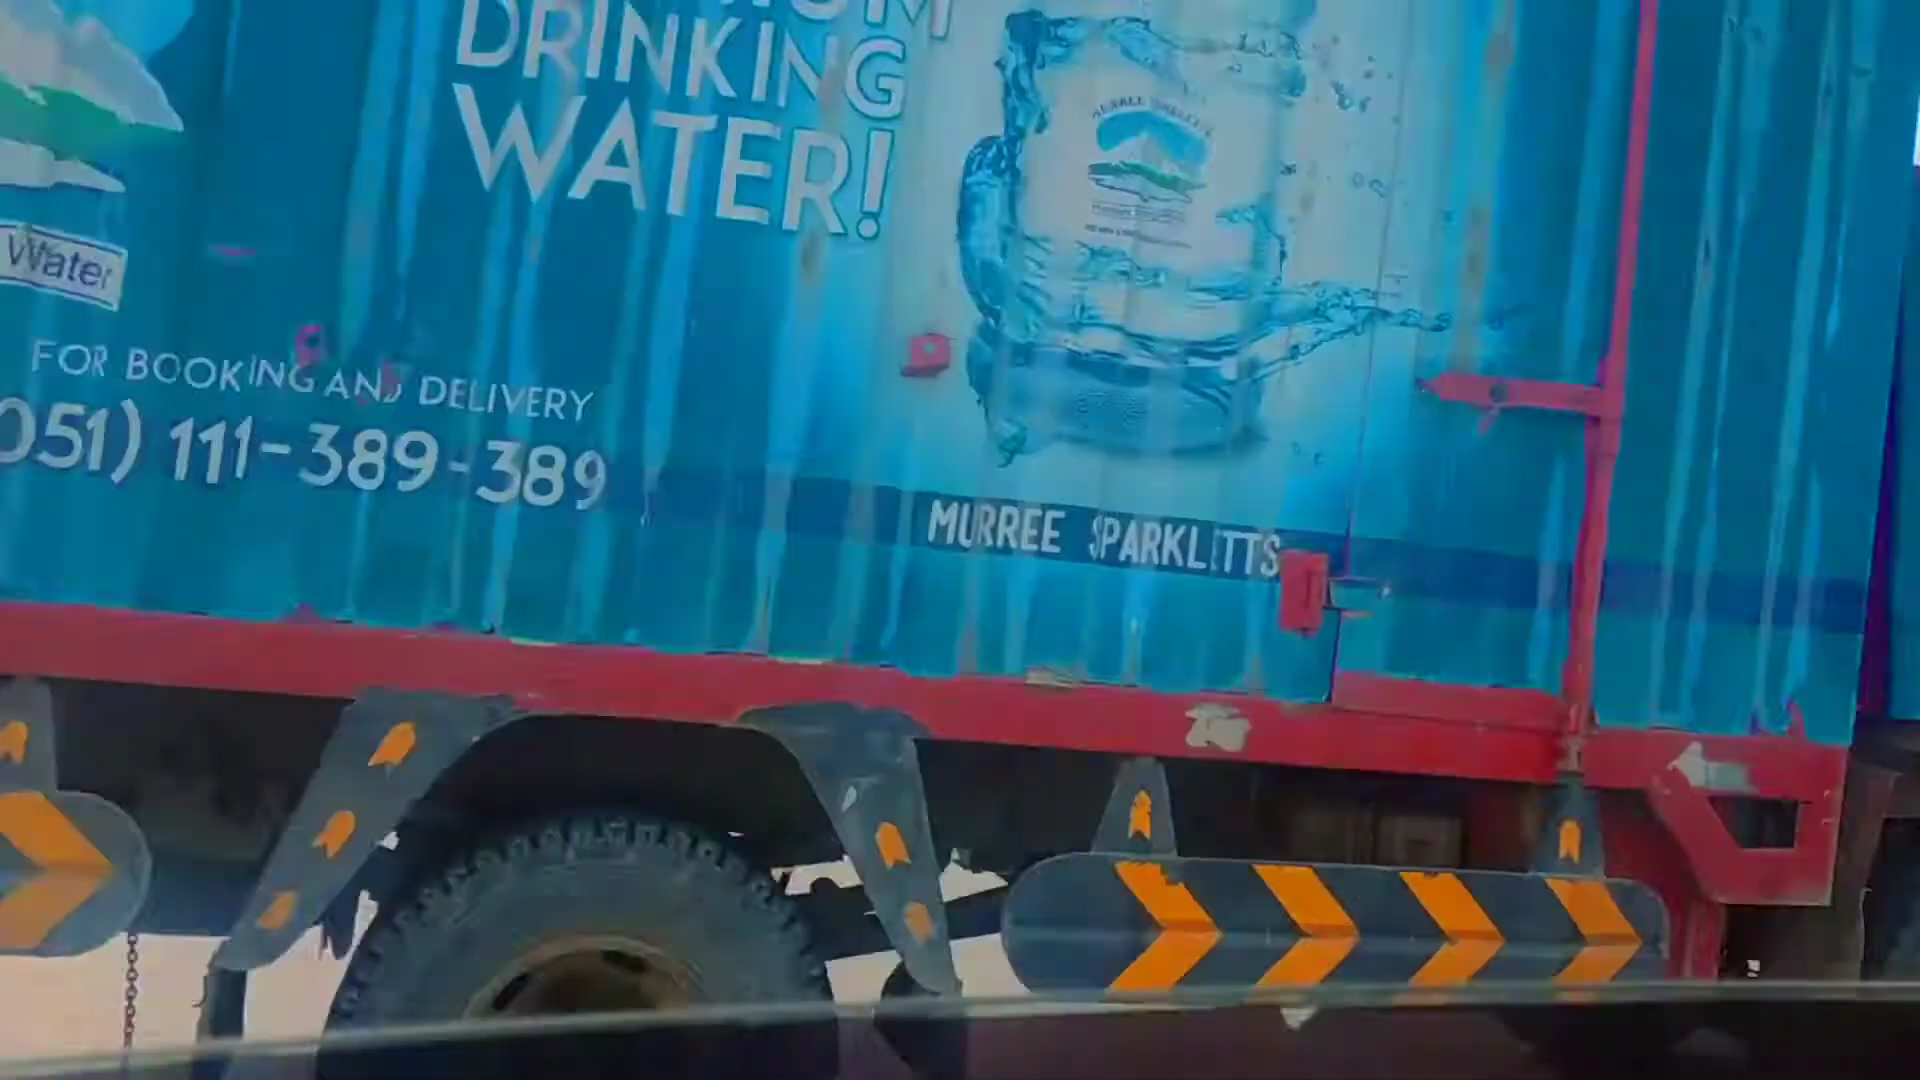 DRINKING
WATER!
Water
FOR BOOKING AND DELIVERY
051) 111-389-389
MURREE SPARKLETTS